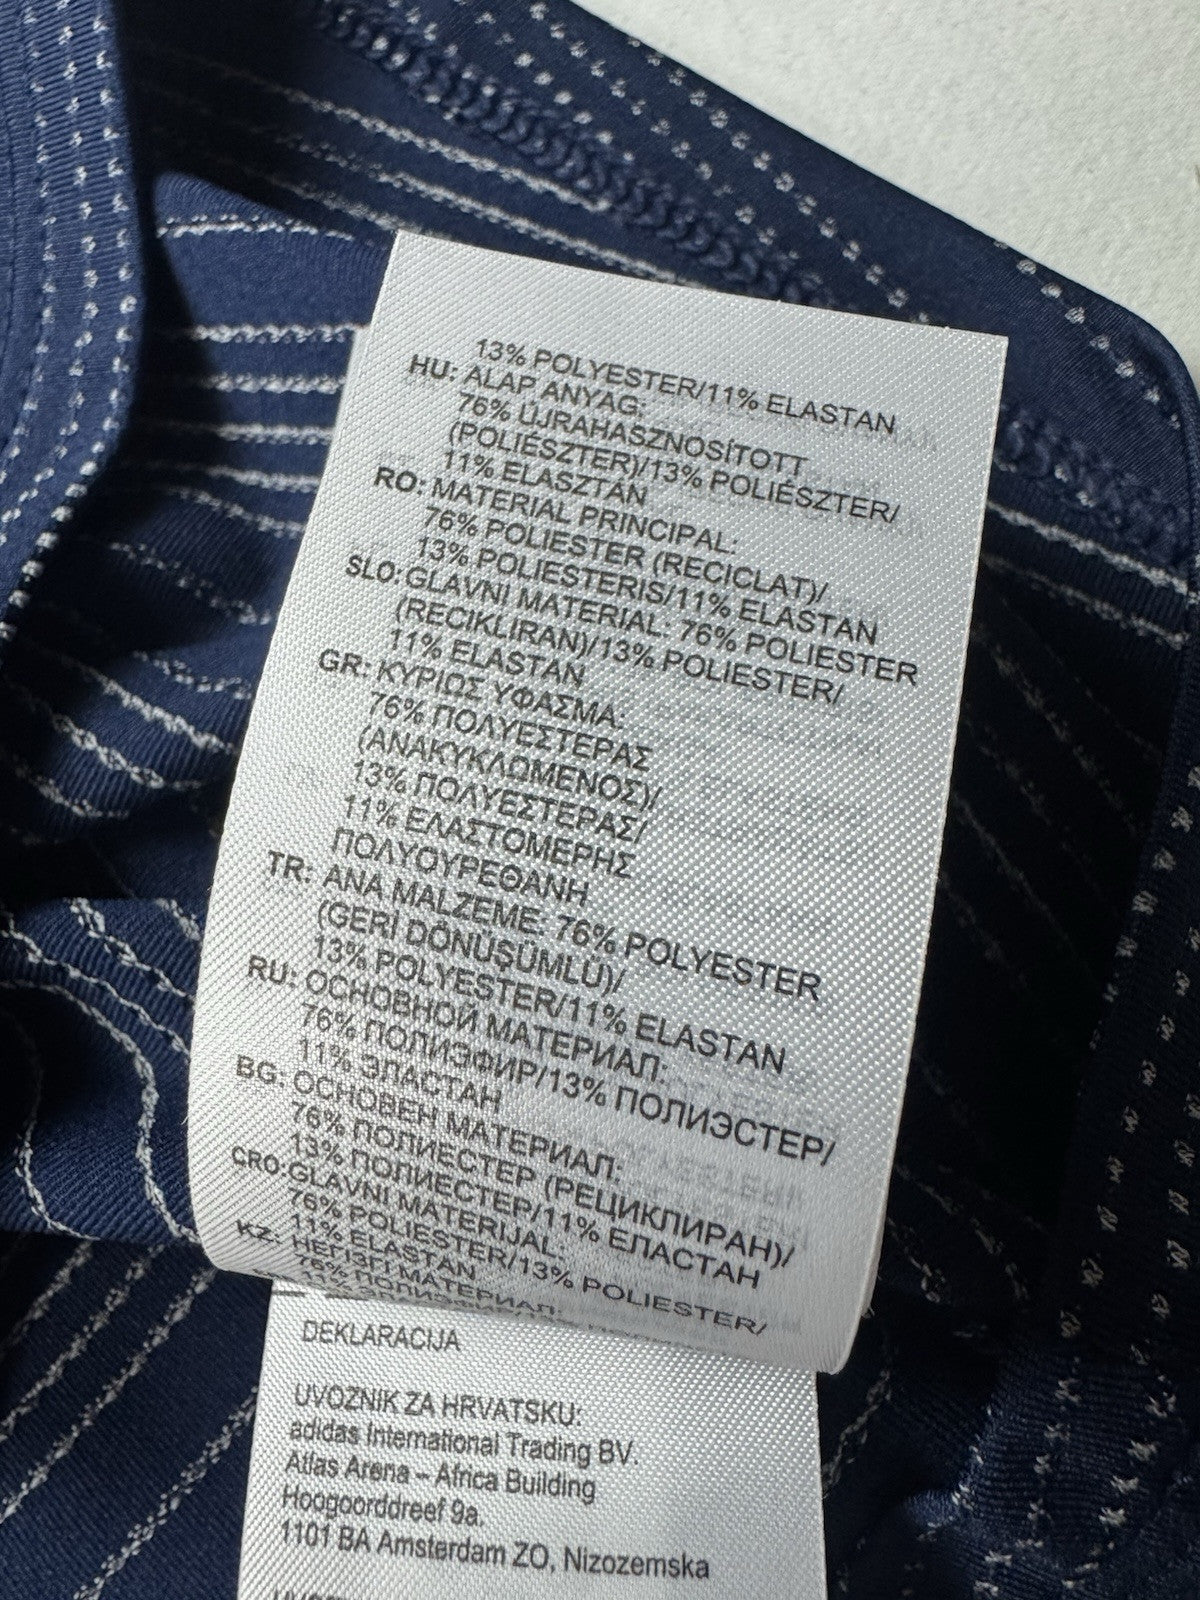 13% POLYESTER/11% ELASTAN
HU: ALAP ANYAG:
76% ÚJRAHASZNOSÍTOTT
(POLIÉSZTER)/13% POLIÉSZTER/
11% ELASZTÁN
RO: MATERIAL PRINCIPAL:
76% POLIESTER (RECICLAT)/
13% POLIESTERIS/11% ELASTAN
SLO: GLAVNI MATERIAL: 76% POLIESTER
(RECIKLIRAN)/13% POLIESTER/
11% ELASTAN
GR: ΚΥΡΙΩΣ ΥΦΑΣΜΑ:
76% ΠΟΛΥΕΣΤΕΡΑΣ
(ΑΝΑΚΥΚΛΩΜΕΝΟΣ)/
13% ΠΟΛΥΕΣΤΕΡΑΣ/
11% ΕΛΑΣΤΟΜΕΡΗΣ
ΠΟΛΥΟΥΡΕΘΑΝΗ
TR: ANA MALZEME: 76% POLYESTER
(GERİ DÖNÜŞÜMLÜ)/
13% POLYESTER/11% ELASTAN
RU: ОСНОВНОЙ МАТЕРИАЛ:
76% ПОЛИЭФИР/13% ПОЛИЭСТЕР/
11% ЭЛАСТАН
BG: ОСНОВЕН МАТЕРИАЛ:
76% ПОЛИЕСТЕР (РЕЦИКЛИРАН)/
13% ПОЛИЕСТЕР/11% ЕЛАСТАН
CRO: GLAVNI MATERIJAL:
76% POLIESTER/13% POLIESTER/
11% ELASTAN
KZ: НЕГІЗГІ МАТЕРИАЛ:
DEKLARACIJA
UVOZNIK ZA HRVATSKU:
adidas International Trading BV.
Atlas Arena – Africa Building
Hoogoorddreef 9a.
1101 BA Amsterdam ZO, Nizozemska